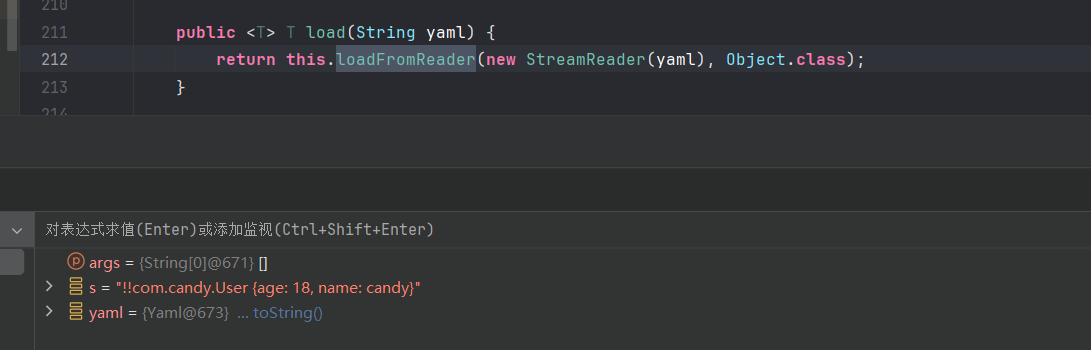 210
211 public <T> T load(String yaml) {
212 return this.loadFromReader(new StreamReader(yaml), Object.class);
213 }
214
对表达式求值(Enter)或添加监视(Ctrl+Shift+Enter)
p args = {String[0]@671} []
s = "!!com.candy.User {age: 18, name: candy}"
yaml = {Yaml@673} ... toString()